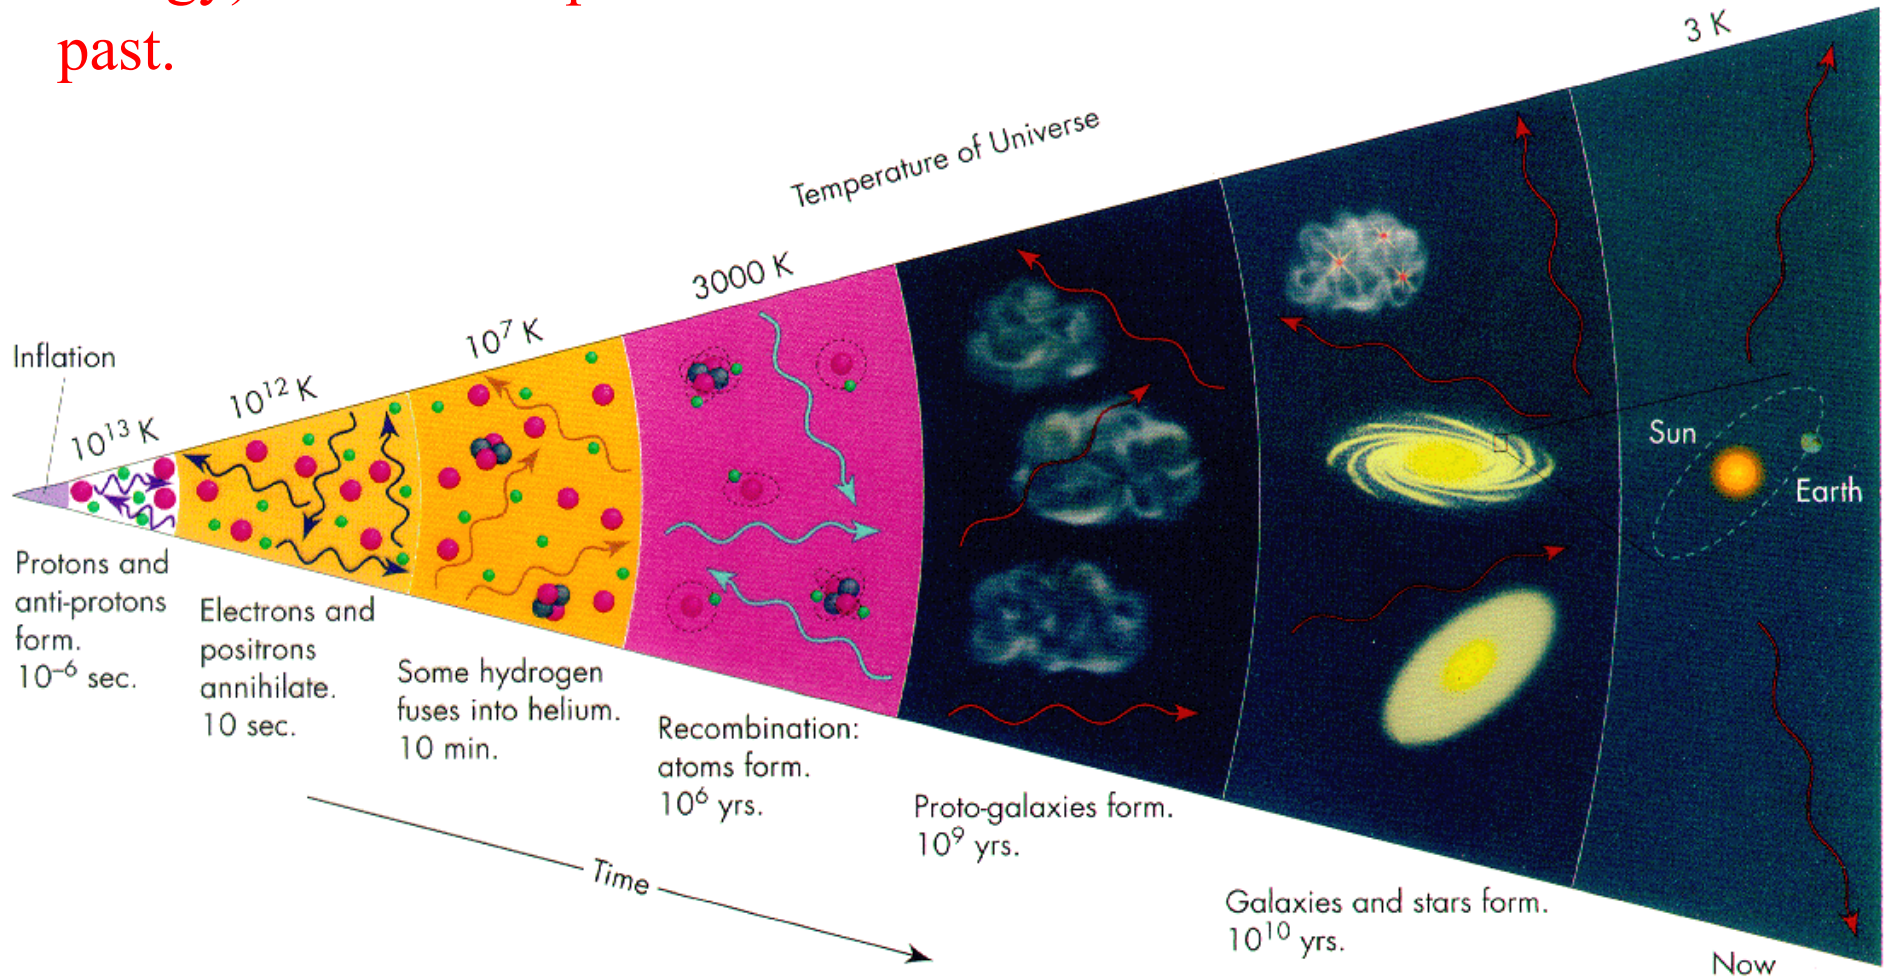 past.
3 K
Temperature of Universe
3000 K
10⁷ K
Inflation
10¹² K
10¹³ K
Sun
Earth
Protons and
anti-protons
form.
10⁻⁶ sec.
Electrons and
positrons
annihilate.
10 sec.
Some hydrogen
fuses into helium.
10 min.
Recombination:
atoms form.
10⁶ yrs.
Proto-galaxies form.
10⁹ yrs.
Time
Galaxies and stars form.
10¹⁰ yrs.
Now